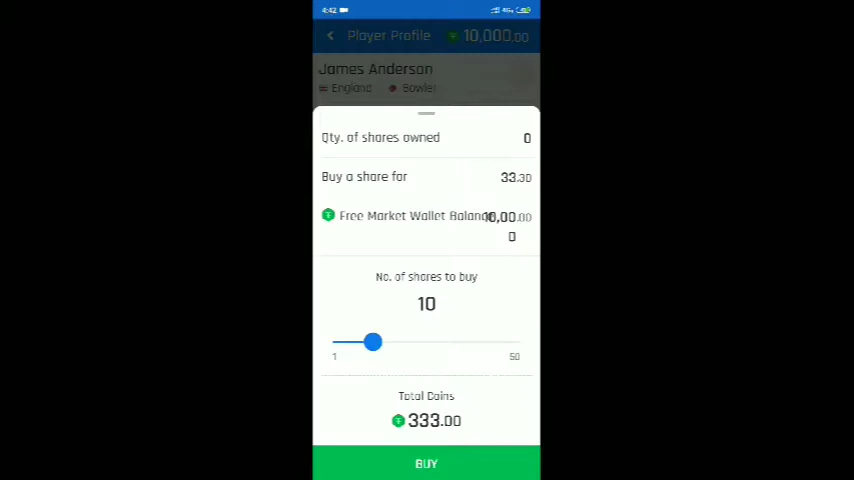 4:42
Player Profile 10,000.00
James Anderson
England Bowler
Qty. of shares owned 0
Buy a share for 33.30
Free Market Wallet Balance 10,00.00
0
No. of shares to buy
10
1 50
Total Coins
333.00
BUY